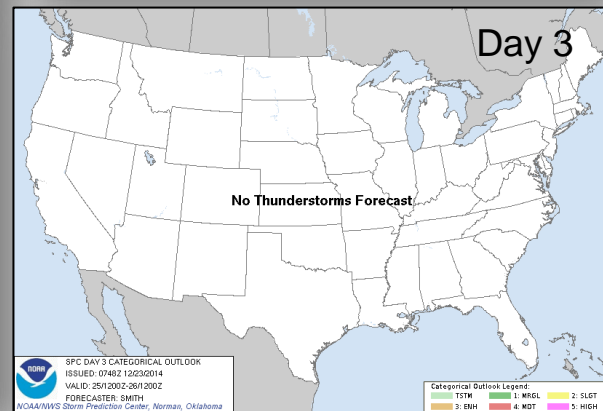 Day 3
No Thunderstorms Forecast
NOAA
SPC DAY 3 CATEGORICAL OUTLOOK
ISSUED: 0748Z 12/23/2014
VALID: 25/1200Z-26/1200Z
FORECASTER: SMITH
NOAA/NWS Storm Prediction Center, Norman, Oklahoma
Categorical Outlook Legend:
TSTM 1: MRGL 2: SLGT
3: ENH 4: MDT 5: HIGH